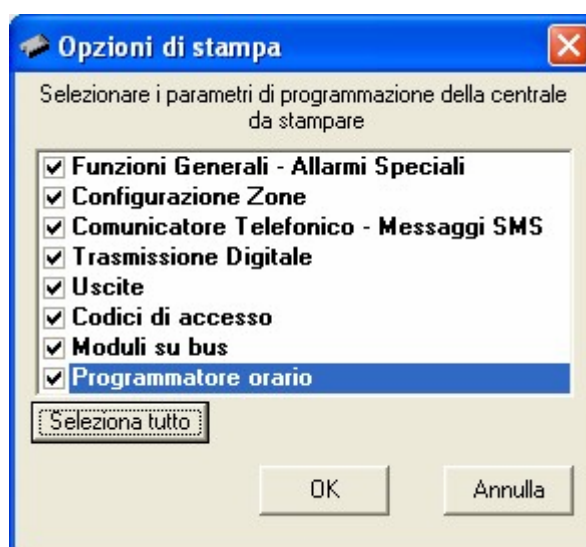 Opzioni di stampa
Selezionare i parametri di programmazione della centrale
da stampare
Funzioni Generali - Allarmi Speciali
Configurazione Zone
Comunicatore Telefonico - Messaggi SMS
Trasmissione Digitale
Uscite
Codici di accesso
Moduli su bus
Programmatore orario
Seleziona tutto
OK
Annulla